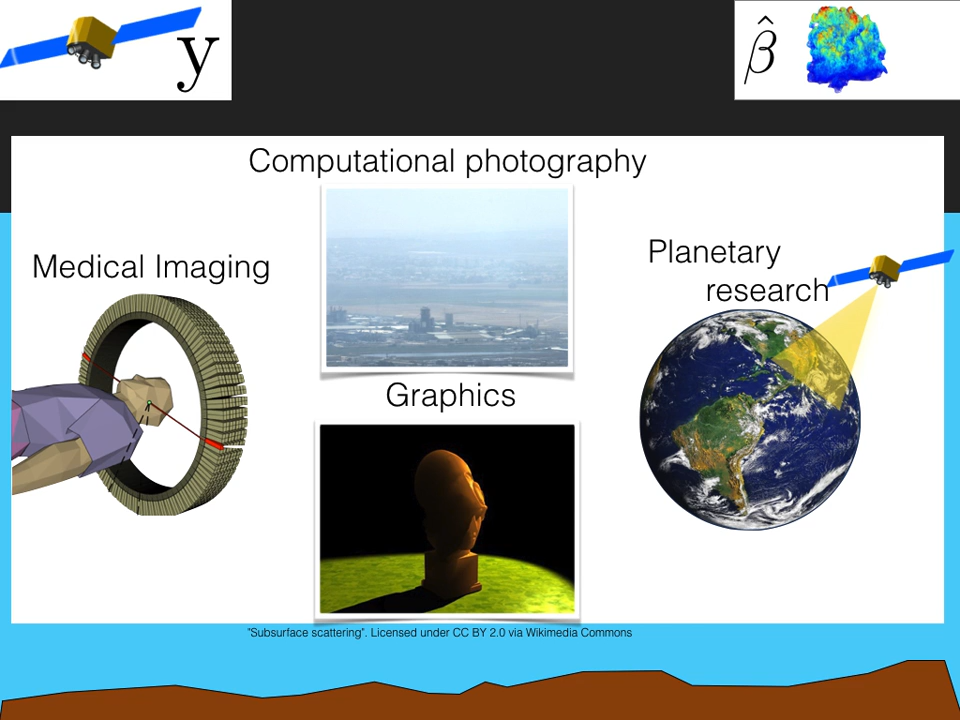 y
β̂
Computational photography
Medical Imaging
Planetary
research
Graphics
"Subsurface scattering". Licensed under CC BY 2.0 via Wikimedia Commons